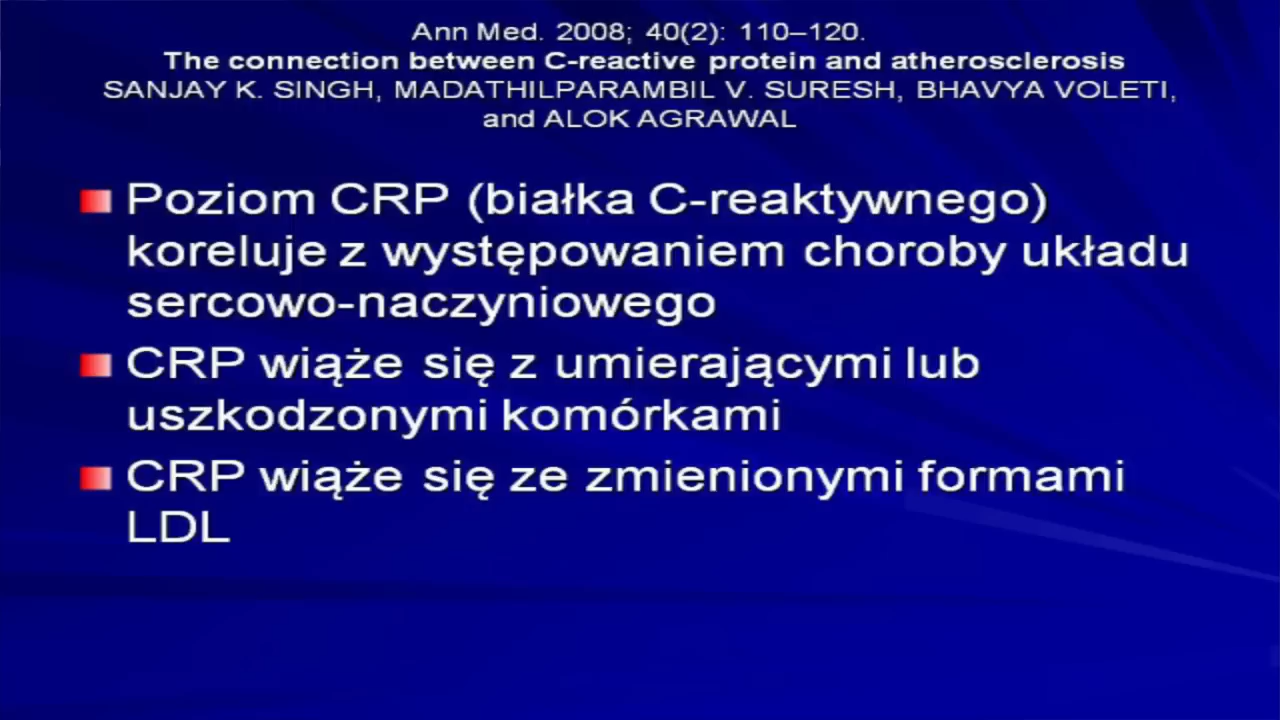 Ann Med. 2008; 40(2): 110–120.
The connection between C-reactive protein and atherosclerosis
SANJAY K. SINGH, MADATHILPARAMBIL V. SURESH, BHAVYA VOLETI,
and ALOK AGRAWAL
Poziom CRP (białka C-reaktywnego)
koreluje z występowaniem choroby układu
sercowo-naczyniowego
CRP wiąże się z umierającymi lub
uszkodzonymi komórkami
CRP wiąże się ze zmienionymi formami
LDL